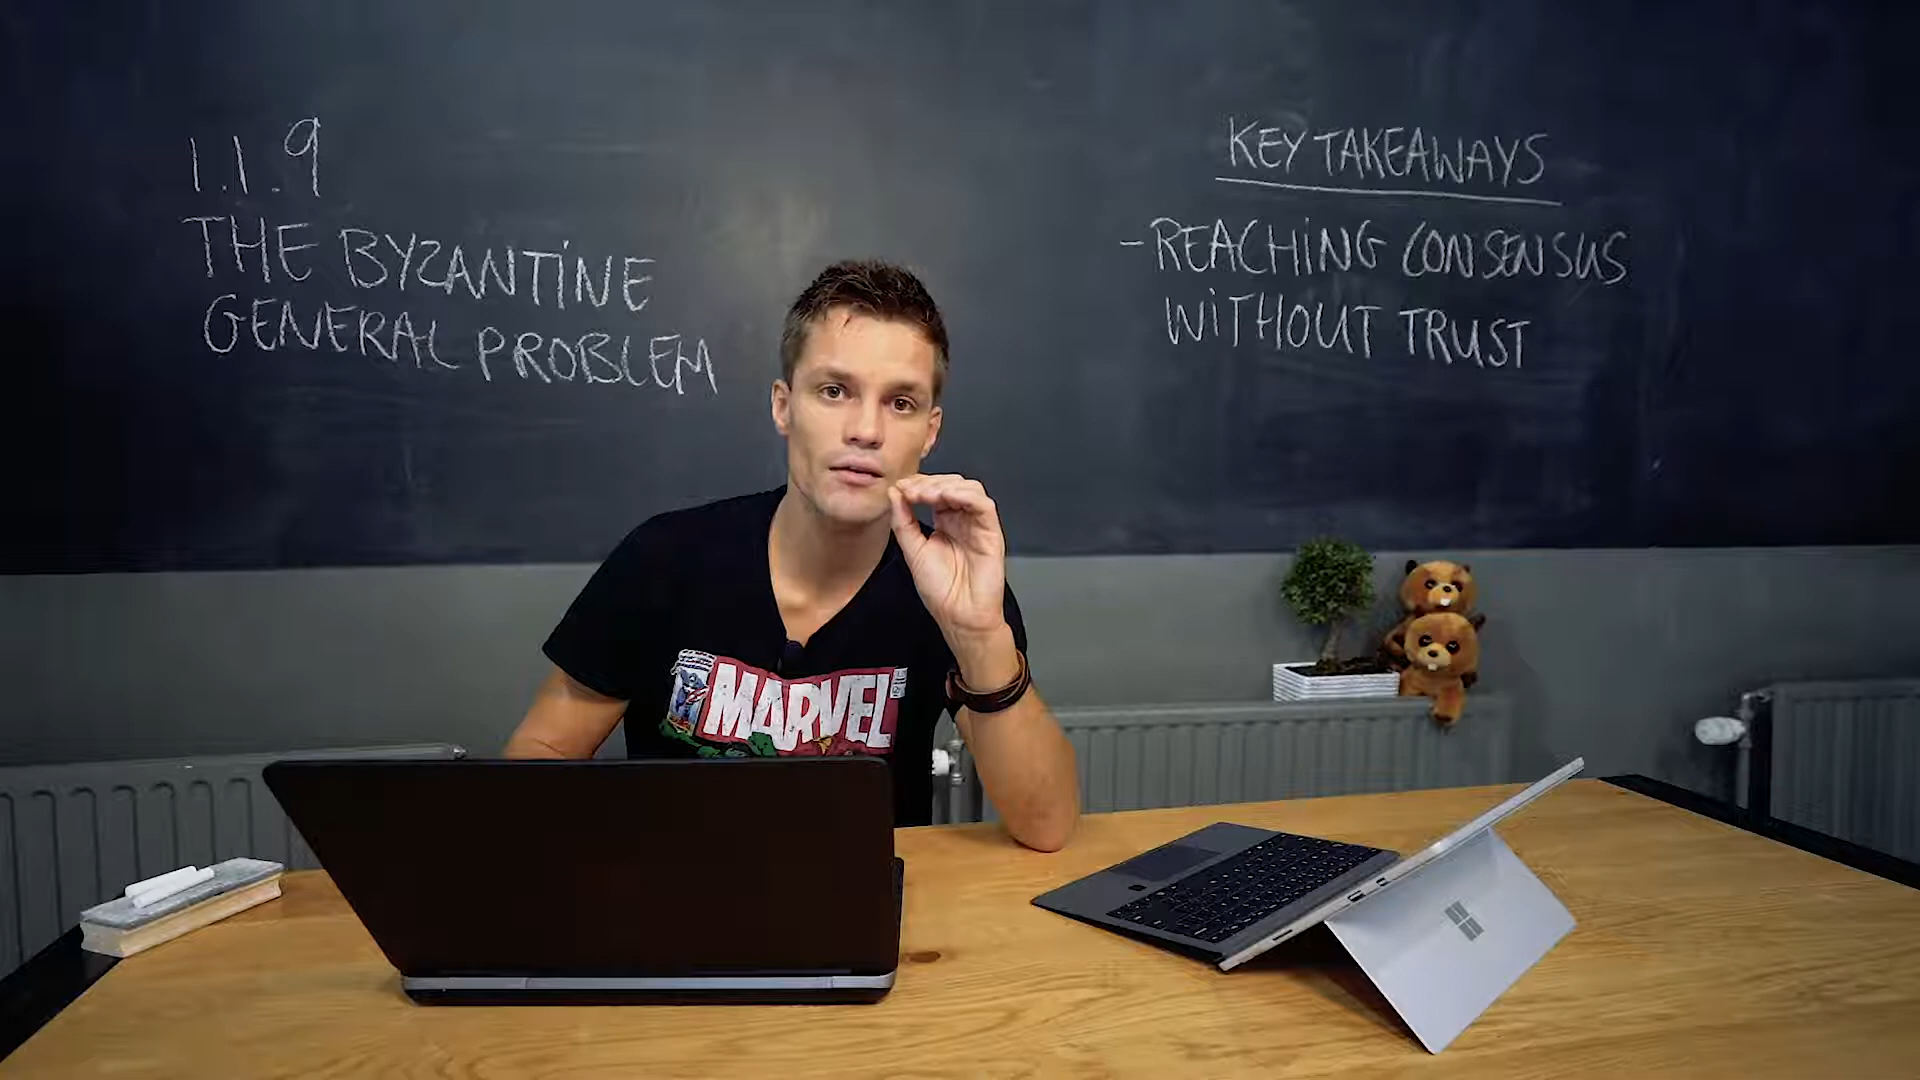 1.1.9
THE BYZANTINE
GENERAL PROBLEM
KEY TAKEAWAYS
-REACHING CONSENSUS
WITHOUT TRUST
MARVEL